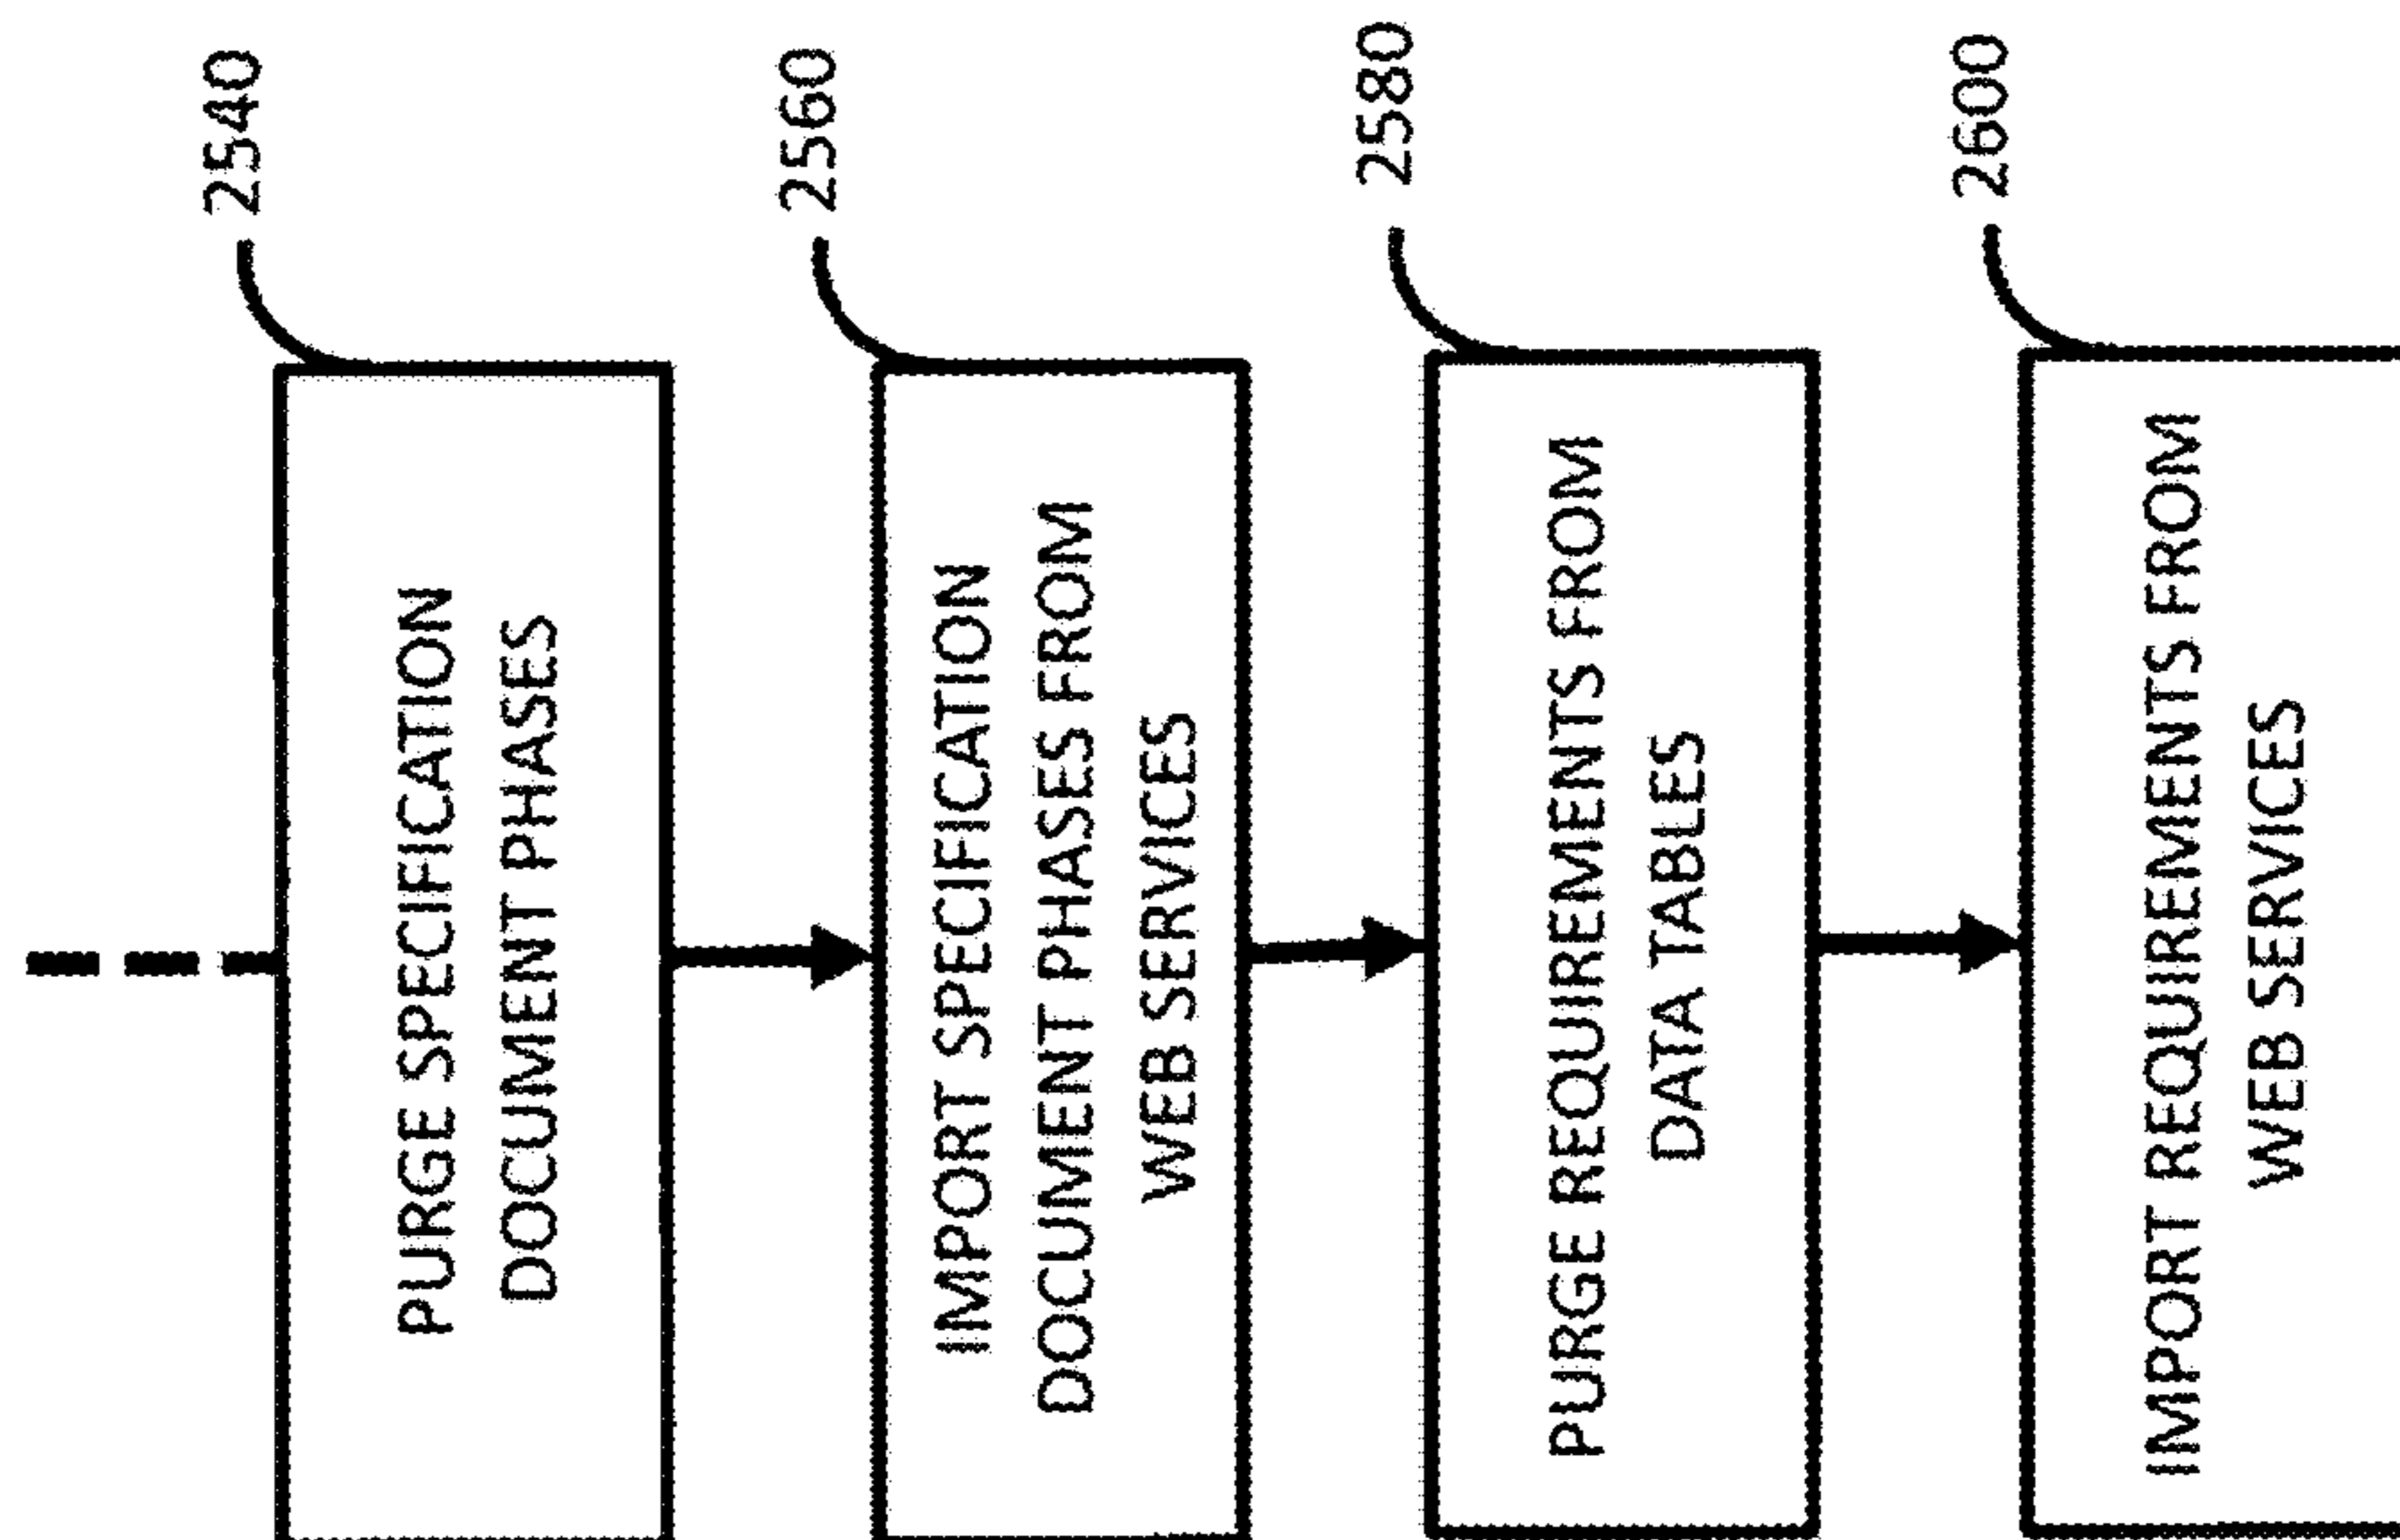 2540
PURGE SPECIFICATION
DOCUMENT PHASES
2560
IMPORT SPECIFICATION
DOCUMENT PHASES FROM
WEB SERVICES
2580
PURGE REQUIREMENTS FROM
DATA TABLES
2600
IMPORT REQUIREMENTS FROM
WEB SERVICES